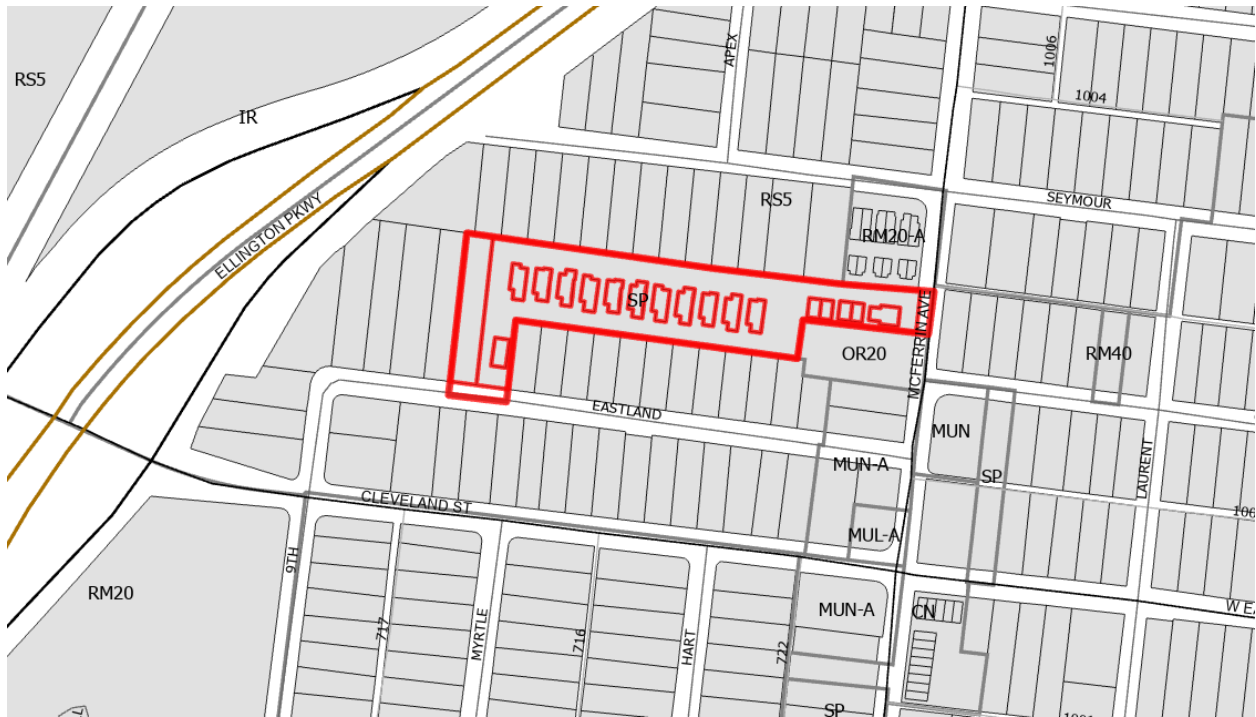 APEX
1006
RS5
1004
IR
RS5
SEYMOUR
ELLINGTON PKWY
RM20-A
SP
MCFERRIN AVE
OR20
RM40
EASTLAND
MUN
MUN-A
SP
LAURENT
CLEVELAND ST
MUL-A
9TH
RM20
MUN-A
CN
W EA
717
MYRTLE
716
HART
722
SP